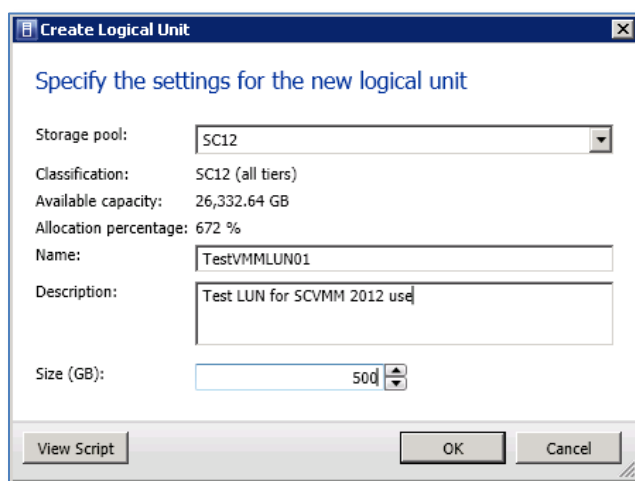 Create Logical Unit
Specify the settings for the new logical unit
Storage pool: SC12
Classification: SC12 (all tiers)
Available capacity: 26,332.64 GB
Allocation percentage: 672 %
Name: TestVMMLUN01
Description: Test LUN for SCVMM 2012 use
Size (GB): 500
View Script OK Cancel